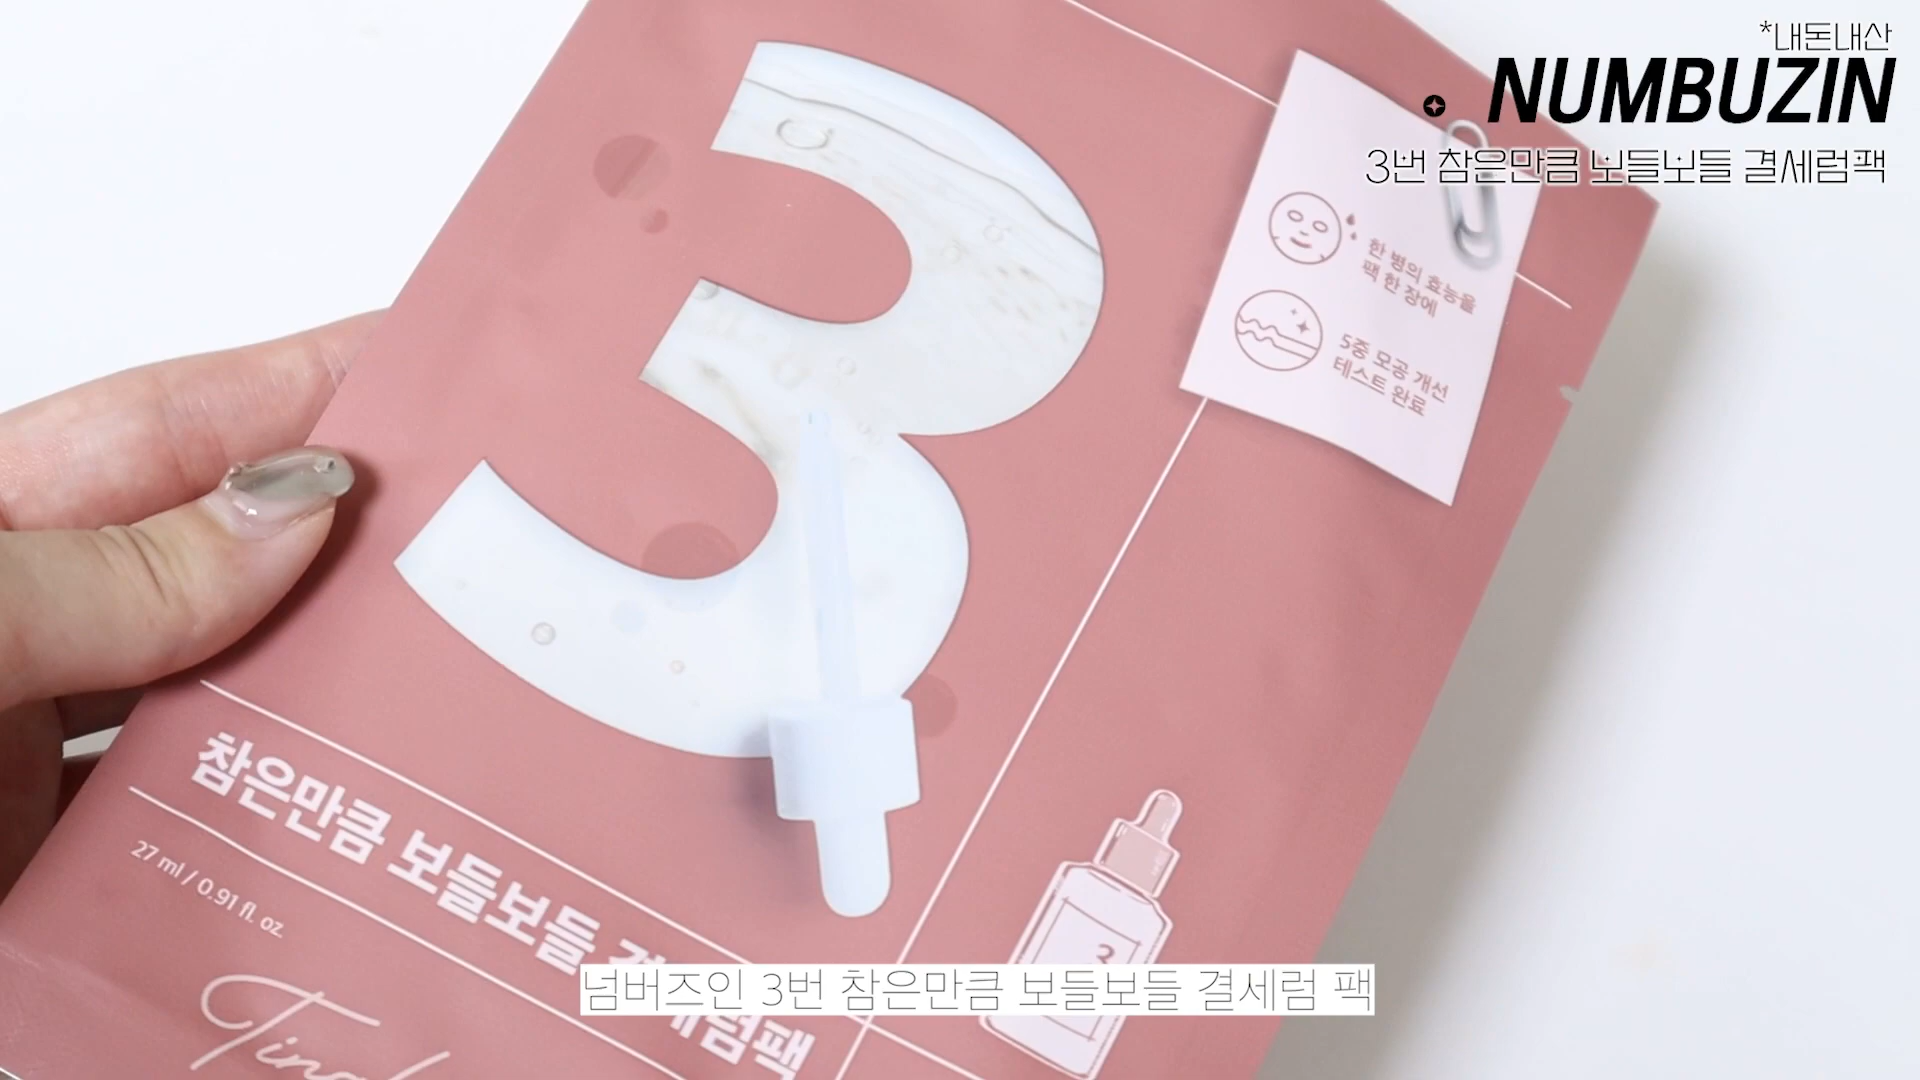 *내돈내산
NUMBUZIN
3번 참은만큼 보들보들 결세럼팩
한 병의 효능을
팩 한 장에
5중 모공 개선
테스트 완료
3
참은만큼 보들보들
27 ml / 0.91 fl. oz.
3
넘버즈인 3번 참은만큼 보들보들 결세럼 팩